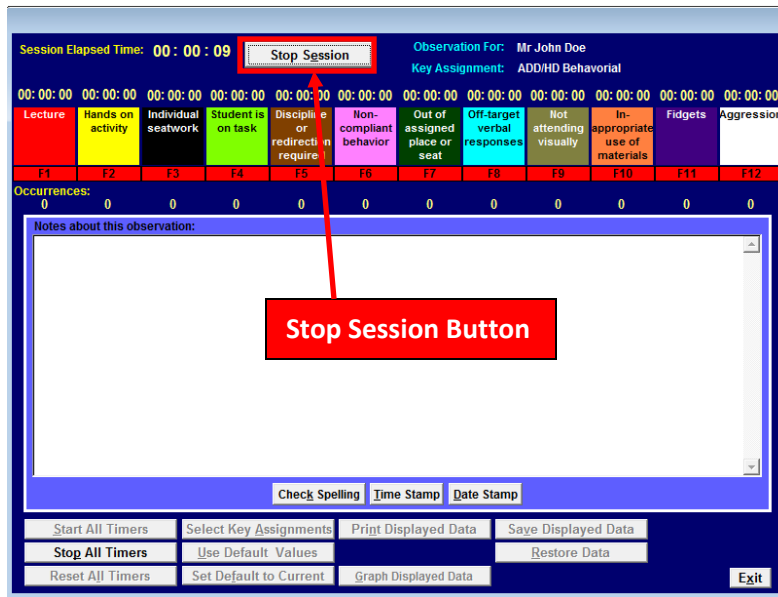 Session Elapsed Time: 00: 00 : 09 Stop Session Observation For: Mr John Doe
Key Assignment: ADD/HD Behavorial
00: 00: 00 00: 00: 00 00: 00: 00 00: 00: 00 00: 00: 00 00: 00: 00 00: 00: 00 00: 00: 00 00: 00: 00 00: 00: 00 00: 00: 00 00: 00: 00
Lecture
Hands on
activity
Individual
seatwork
Student is
on task
Discipline
or
redirection
required
Non-
compliant
behavior
Out of
assigned
place or
seat
Off-target
verbal
responses
Not
attending
visually
In-
appropriate
use of
materials
Fidgets
Aggression
F1 F2 F3 F4 F5 F6 F7 F8 F9 F10 F11 F12
Occurrences:
0 0 0 0 0 0 0 0 0 0 0 0
Notes about this observation:
Stop Session Button
Check Spelling Time Stamp Date Stamp
Start All Timers Select Key Assignments Print Displayed Data Save Displayed Data
Stop All Timers Use Default Values Restore Data
Reset All Timers Set Default to Current Graph Displayed Data Exit